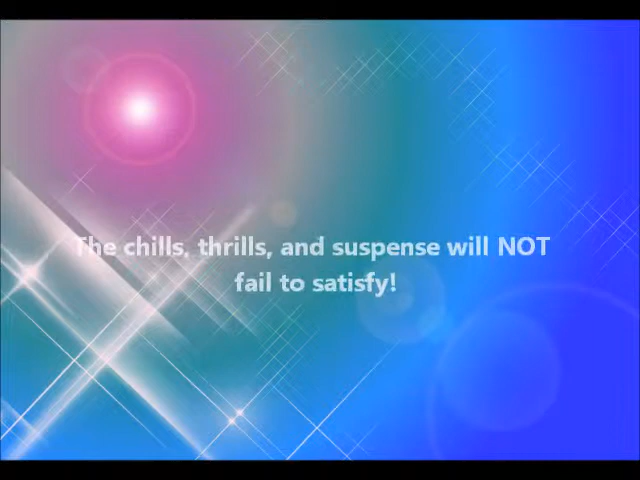 The chills, thrills, and suspense will NOT
fail to satisfy!